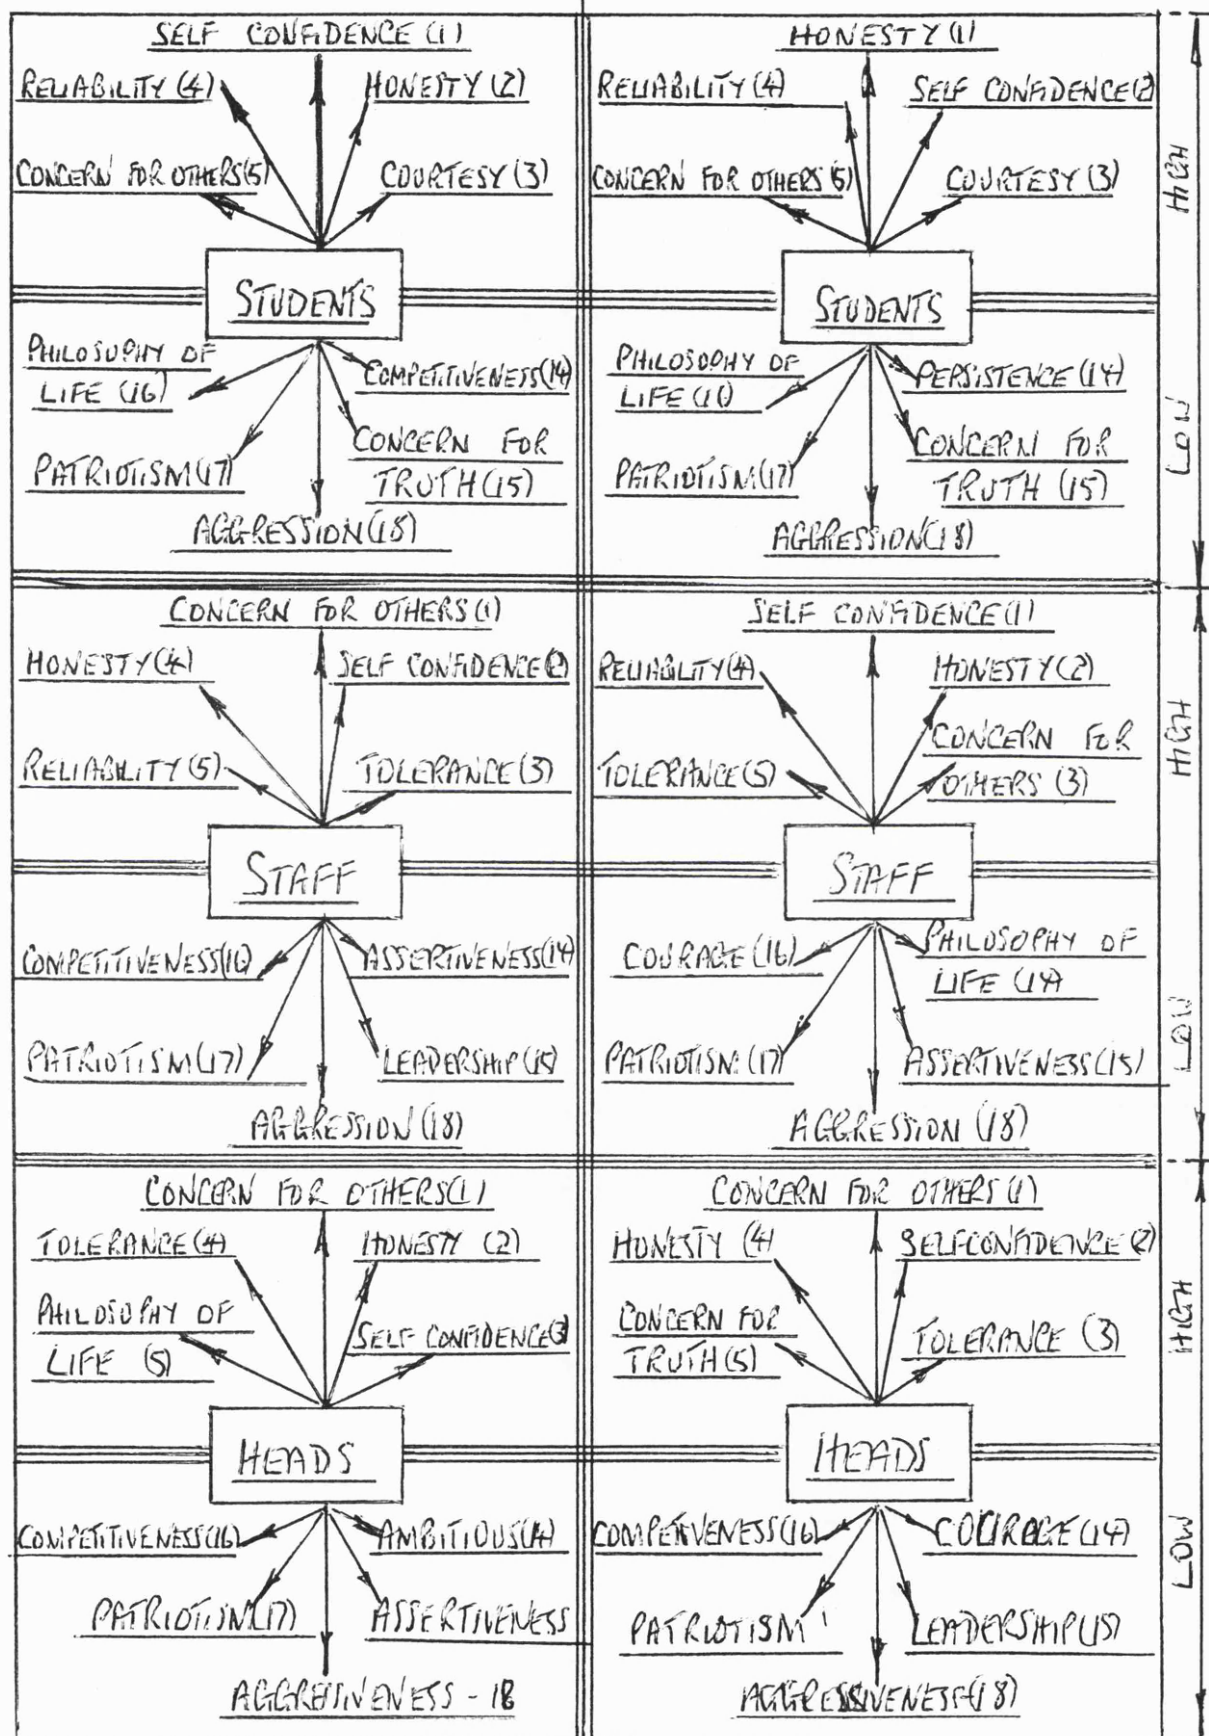 SELF CONFIDENCE (1)
RELIABILITY (4)
HONESTY (2)
CONCERN FOR OTHERS (5)
COURTESY (3)
STUDENTS
PHILOSOPHY OF
LIFE (16)
COMPETITIVENESS (14)
PATRIOTISM (17)
CONCERN FOR
TRUTH (15)
AGGRESSION (18)
HONESTY (1)
RELIABILITY (4)
SELF CONFIDENCE (2)
CONCERN FOR OTHERS (5)
COURTESY (3)
STUDENTS
PHILOSOPHY OF
LIFE (16)
PERSISTENCE (14)
PATRIOTISM (17)
CONCERN FOR
TRUTH (15)
AGGRESSION (18)
HIGH
LOW
CONCERN FOR OTHERS (1)
HONESTY (4)
SELF CONFIDENCE (2)
RELIABILITY (5)
TOLERANCE (3)
STAFF
COMPETITIVENESS (16)
ASSERTIVENESS (14)
PATRIOTISM (17)
LEADERSHIP (15)
AGGRESSION (18)
SELF CONFIDENCE (1)
RELIABILITY (4)
HONESTY (2)
CONCERN FOR
OTHERS (3)
TOLERANCE (5)
STAFF
COURAGE (16)
PHILOSOPHY OF
LIFE (14)
PATRIOTISM (17)
ASSERTIVENESS (15)
AGGRESSION (18)
HIGH
LOW
CONCERN FOR OTHERS (1)
TOLERANCE (4)
HONESTY (2)
PHILOSOPHY OF
LIFE (5)
SELF CONFIDENCE (3)
HEADS
COMPETITIVENESS (16)
AMBITIOUS (14)
PATRIOTISM (17)
ASSERTIVENESS
AGGRESSIVENESS - 18
CONCERN FOR OTHERS (1)
HONESTY (4)
SELFCONFIDENCE (2)
CONCERN FOR
TRUTH (5)
TOLERANCE (3)
HEADS
COMPETIVENESS (16)
COURAGE (14)
PATRIOTISM
LEADERSHIP (15)
AGGRESSIVENESS (18)
HIGH
LOW